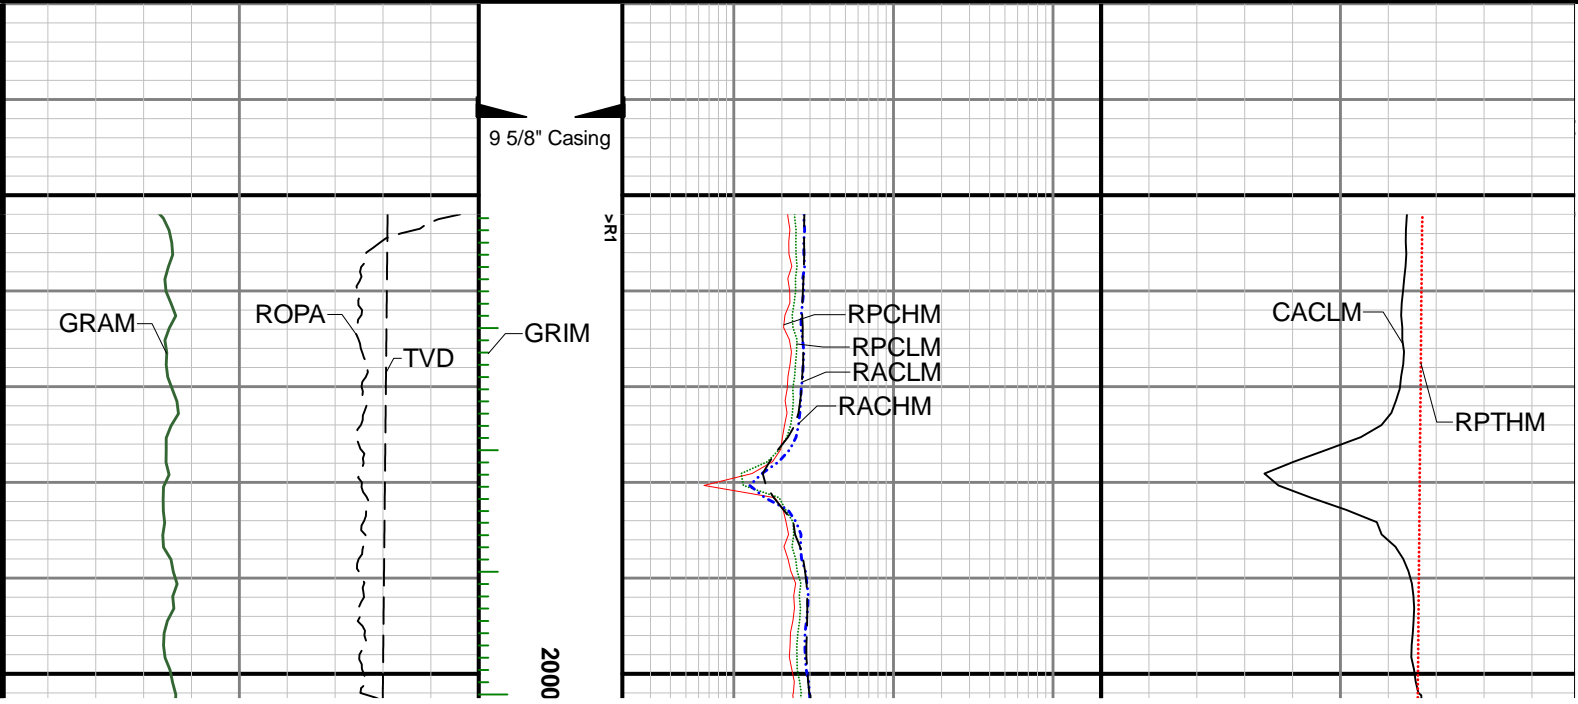 9 5/8" Casing
>R1
GRAM
ROPA
TVD
GRIM
RPCHM
RPCLM
RACLM
RACHM
CACLM
RPTHM
2000